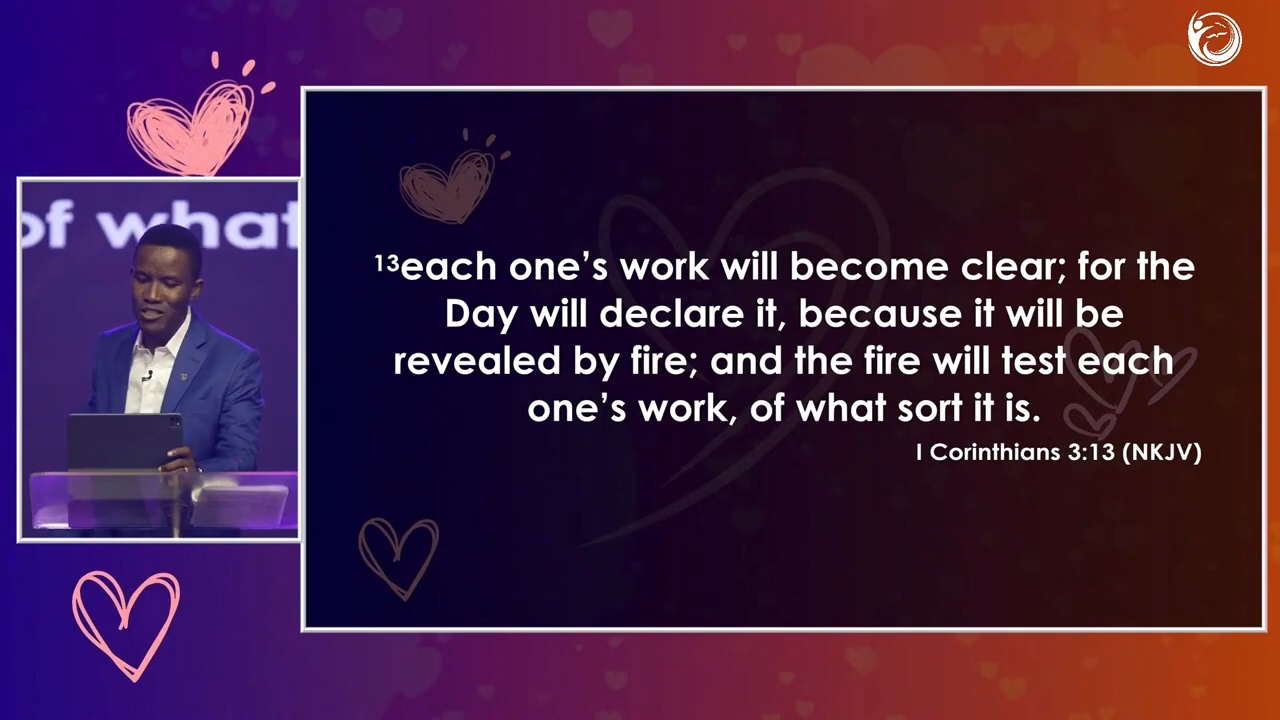 of what
¹³each one’s work will become clear; for the
Day will declare it, because it will be
revealed by fire; and the fire will test each
one’s work, of what sort it is.
I Corinthians 3:13 (NKJV)